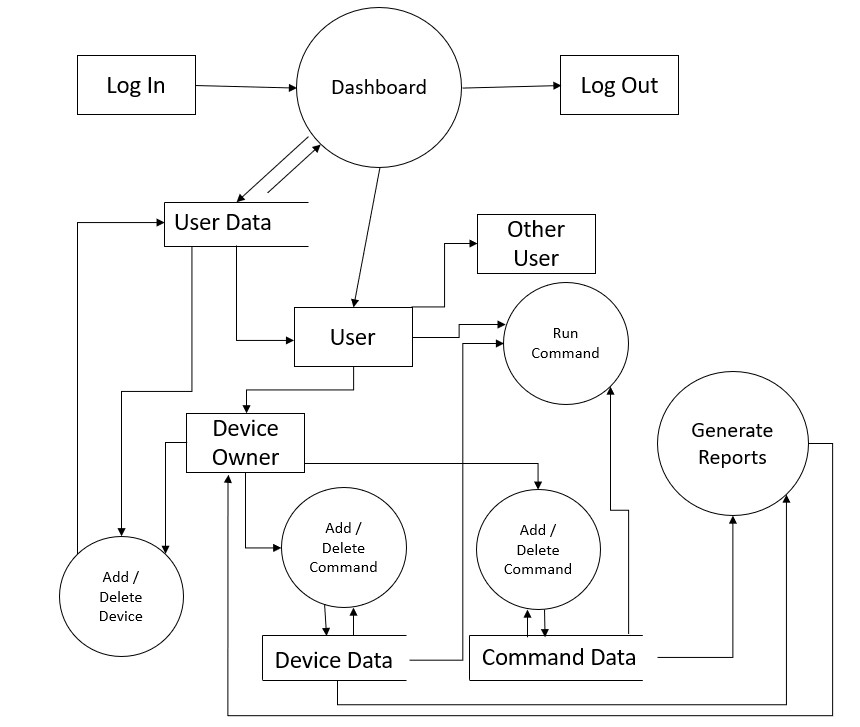 Log In
Dashboard
Log Out
User Data
Other
User
User
Run
Command
Device
Owner
Generate
Reports
Add /
Delete
Command
Add /
Delete
Command
Add /
Delete
Device
Device Data
Command Data